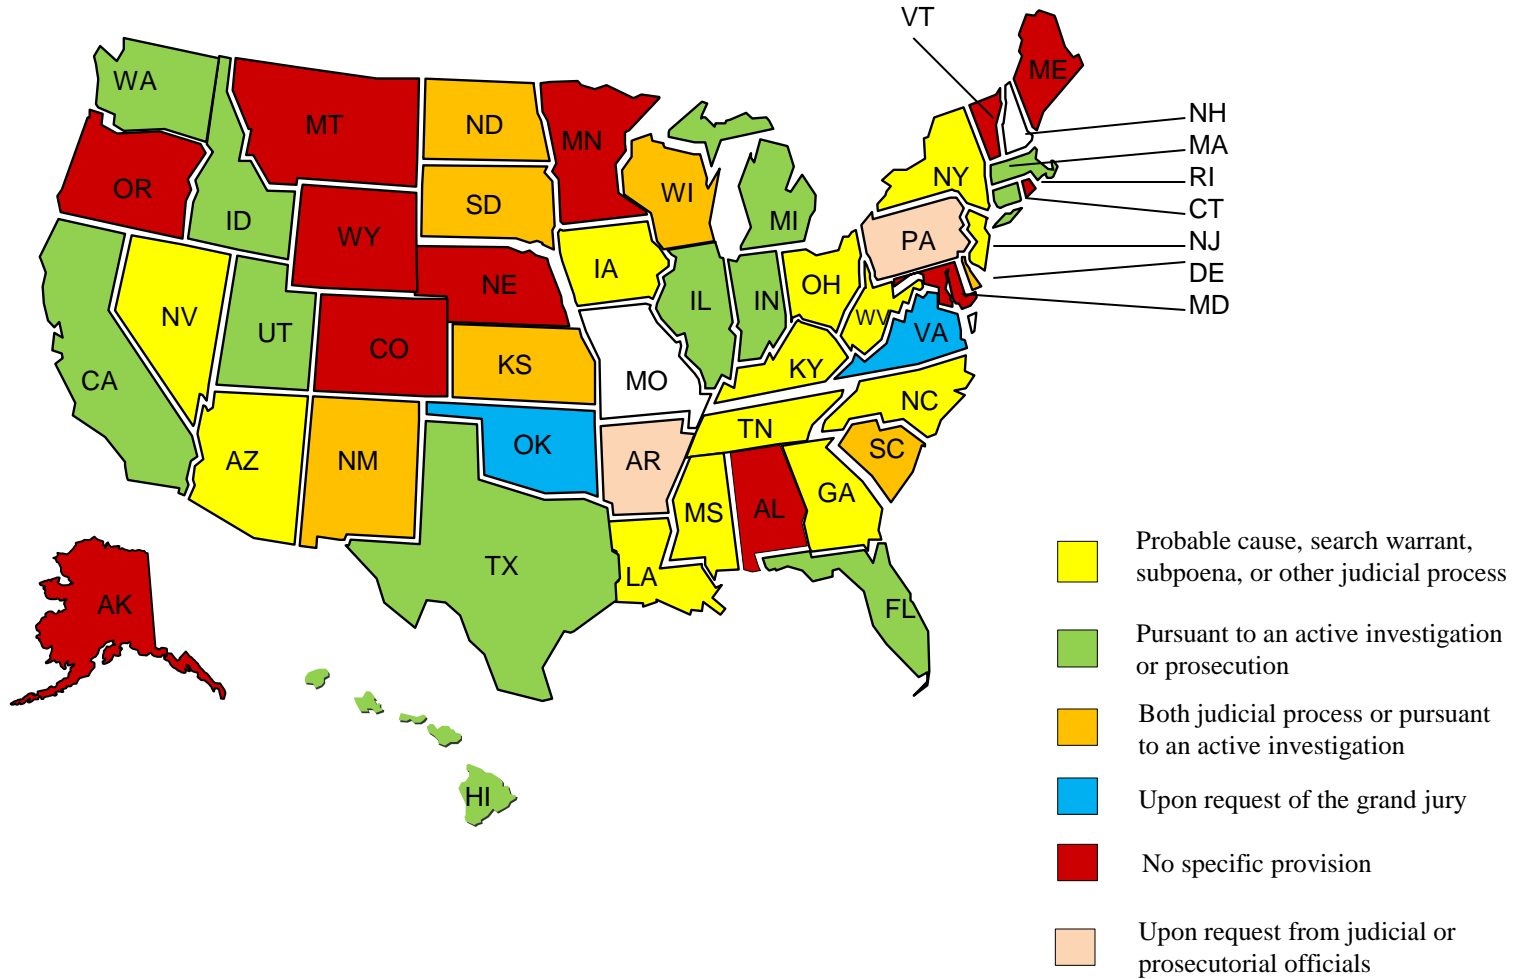 VT
WA
ME
MT
ND
MN
NH
MA
OR
ID
SD
WI
NY
RI
MI
CT
WY
PA
NJ
NE
IA
OH
DE
NV
UT
IL
IN
WV
VA
MD
CO
KS
CA
MO
KY
NC
TN
AZ
NM
OK
AR
SC
MS
AL
GA
TX
LA
FL
AK
HI
Probable cause, search warrant,
subpoena, or other judicial process
Pursuant to an active investigation
or prosecution
Both judicial process or pursuant
to an active investigation
Upon request of the grand jury
No specific provision
Upon request from judicial or
prosecutorial officials